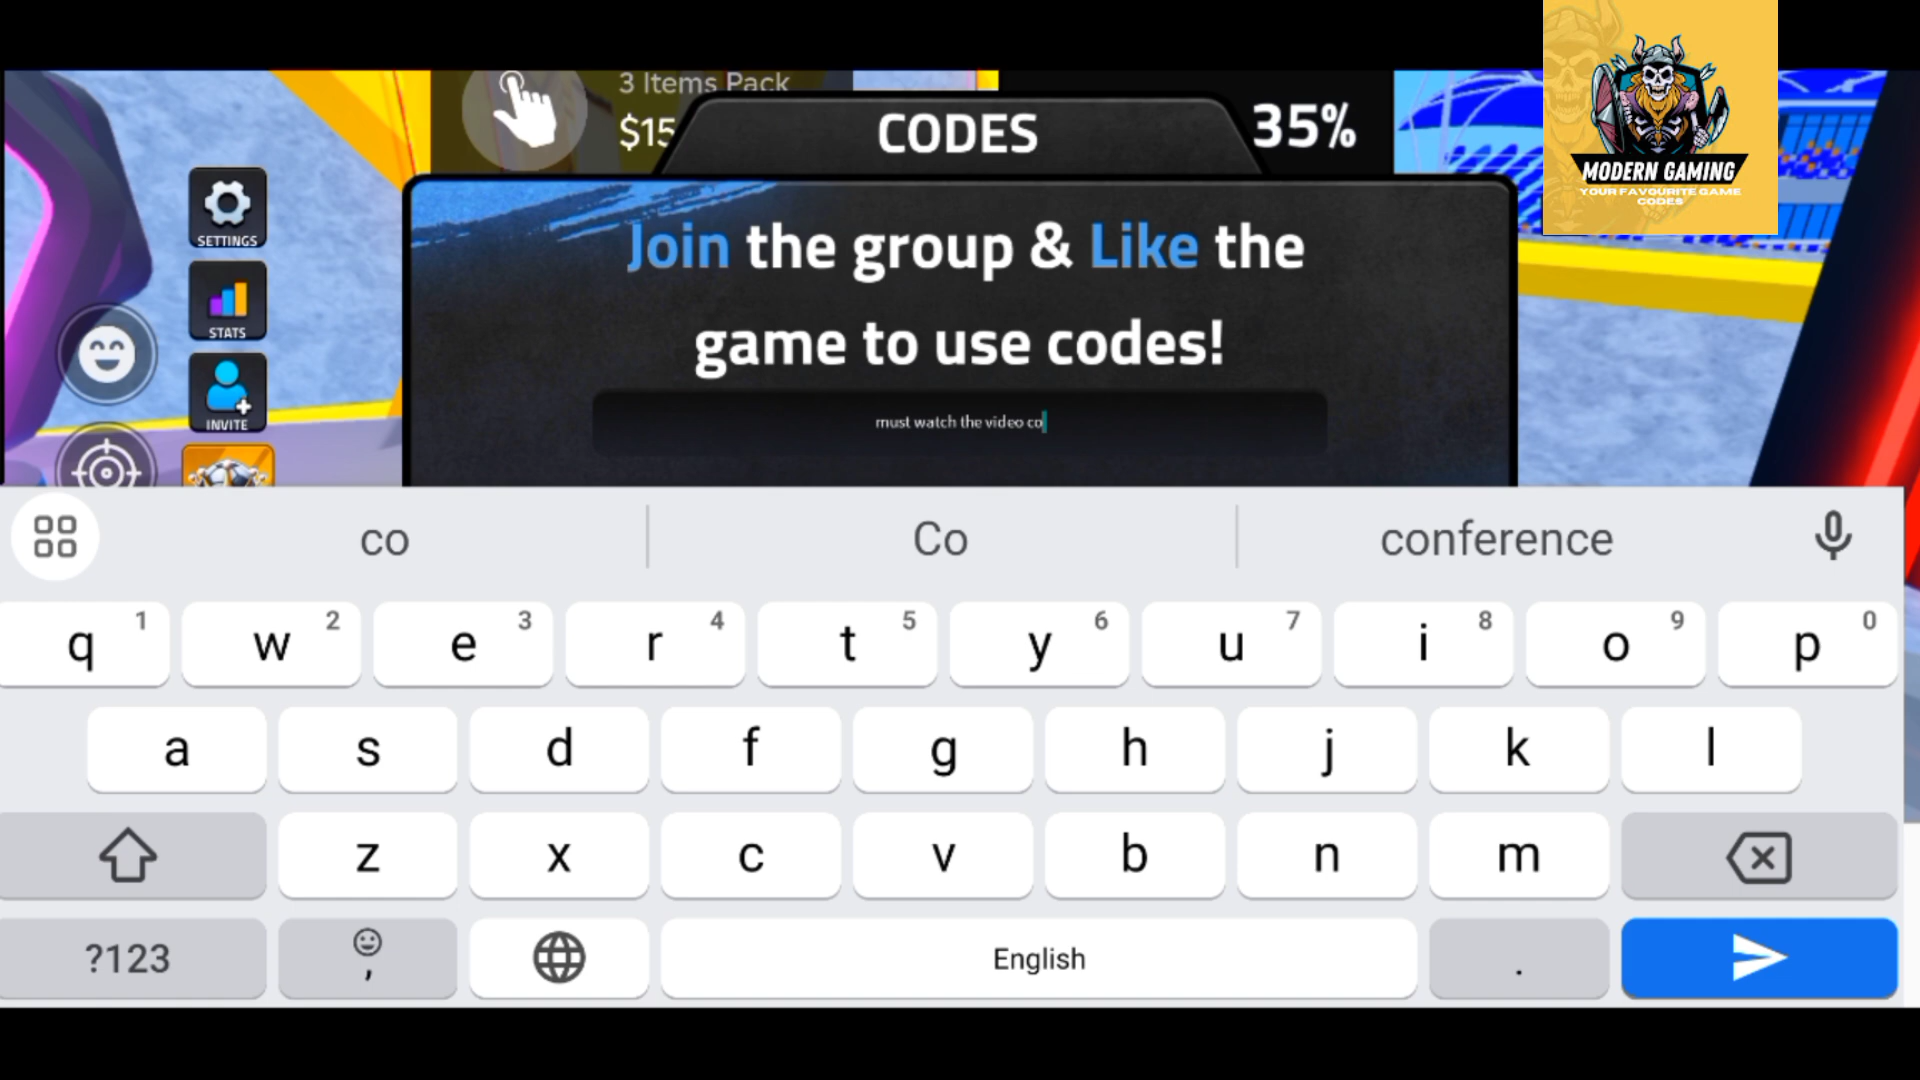 3 Items Pack
$15
CODES
35%
MODERN GAMING
YOUR FAVOURITE GAME
CODES
SETTINGS
STATS
INVITE
Join the group & Like the
game to use codes!
must watch the video co
co
Co
conference
q 1 w 2 e 3 r 4 t 5 y 6 u 7 i 8 o 9 p 0
a s d f g h j k l
z x c v b n m
?123 , English .